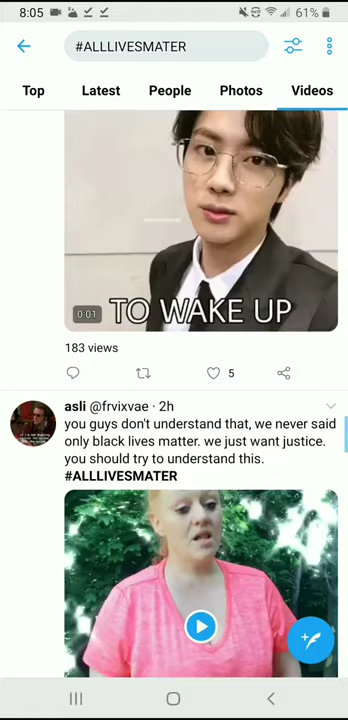 8:05
61%
#ALLLIVESMATER
Top Latest People Photos Videos
0:01
TO WAKE UP
183 views
5
asli @frvixvae · 2h
you guys don't understand that, we never said
only black lives matter. we just want justice.
you should try to understand this.
#ALLLIVESMATER